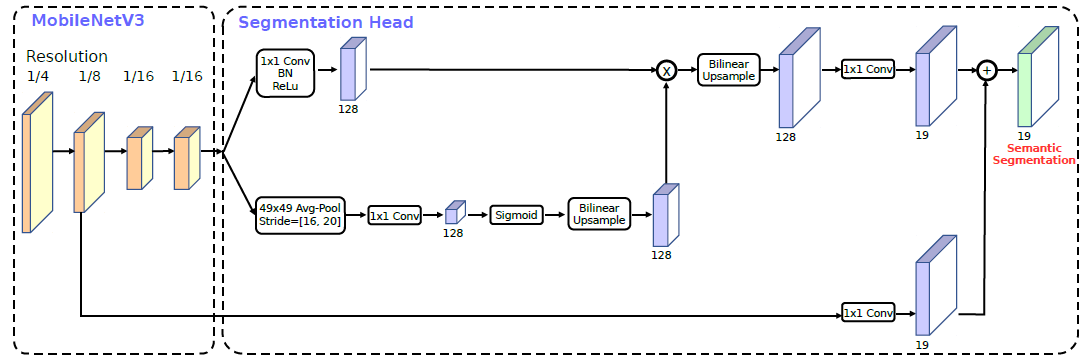 MobileNetV3
Segmentation Head
Resolution
1/4 1/8 1/16 1/16
1x1 Conv
BN
ReLu
128
X
Bilinear
Upsample
128
1x1 Conv
19
+
19
Semantic
Segmentation
49x49 Avg-Pool
Stride=[16, 20]
1x1 Conv
128
Sigmoid
Bilinear
Upsample
128
1x1 Conv
19